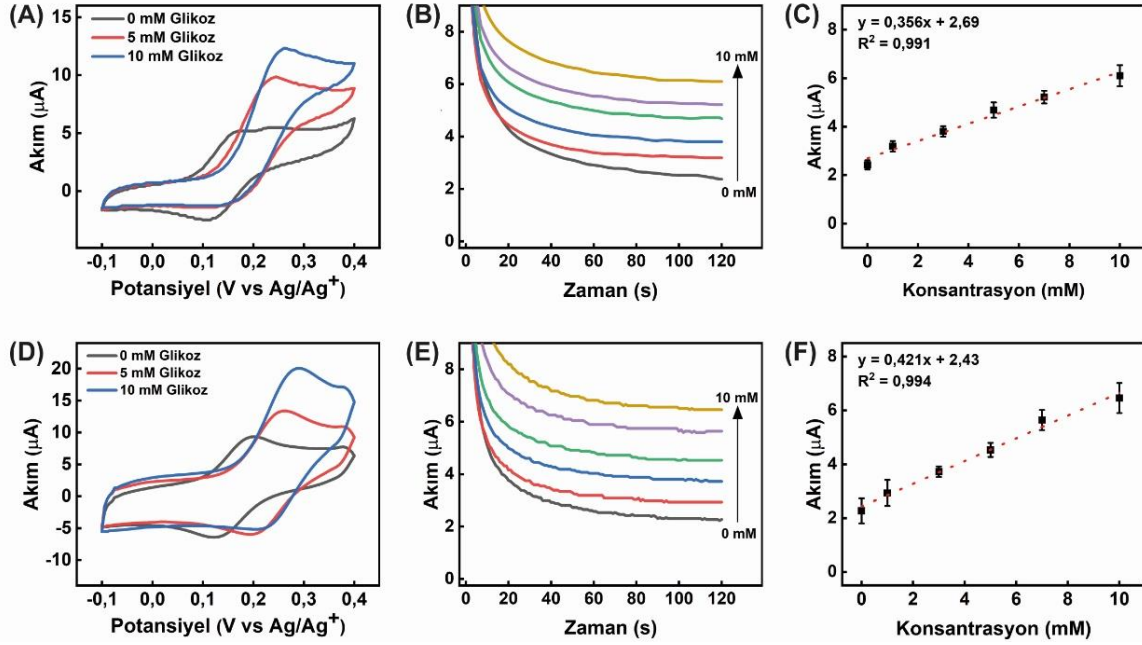 (A)
0 mM Glikoz
5 mM Glikoz
10 mM Glikoz
Akım (µA)
15
10
5
0
-0,1 0,0 0,1 0,2 0,3 0,4
Potansiyel (V vs Ag/Ag⁺)
(B)
Akım (µA)
8
6
4
2
0
10 mM
0 mM
0 20 40 60 80 100 120
Zaman (s)
(C)
y = 0,356x + 2,69
R² = 0,991
Akım (µA)
8
6
4
2
0 2 4 6 8 10
Konsantrasyon (mM)
(D)
0 mM Glikoz
5 mM Glikoz
10 mM Glikoz
Akım (µA)
20
15
10
5
0
-5
-10
-0,1 0,0 0,1 0,2 0,3 0,4
Potansiyel (V vs Ag/Ag⁺)
(E)
Akım (µA)
8
6
4
2
0
10 mM
0 mM
0 20 40 60 80 100 120
Zaman (s)
(F)
y = 0,421x + 2,43
R² = 0,994
Akım (µA)
8
6
4
2
0
0 2 4 6 8 10
Konsantrasyon (mM)